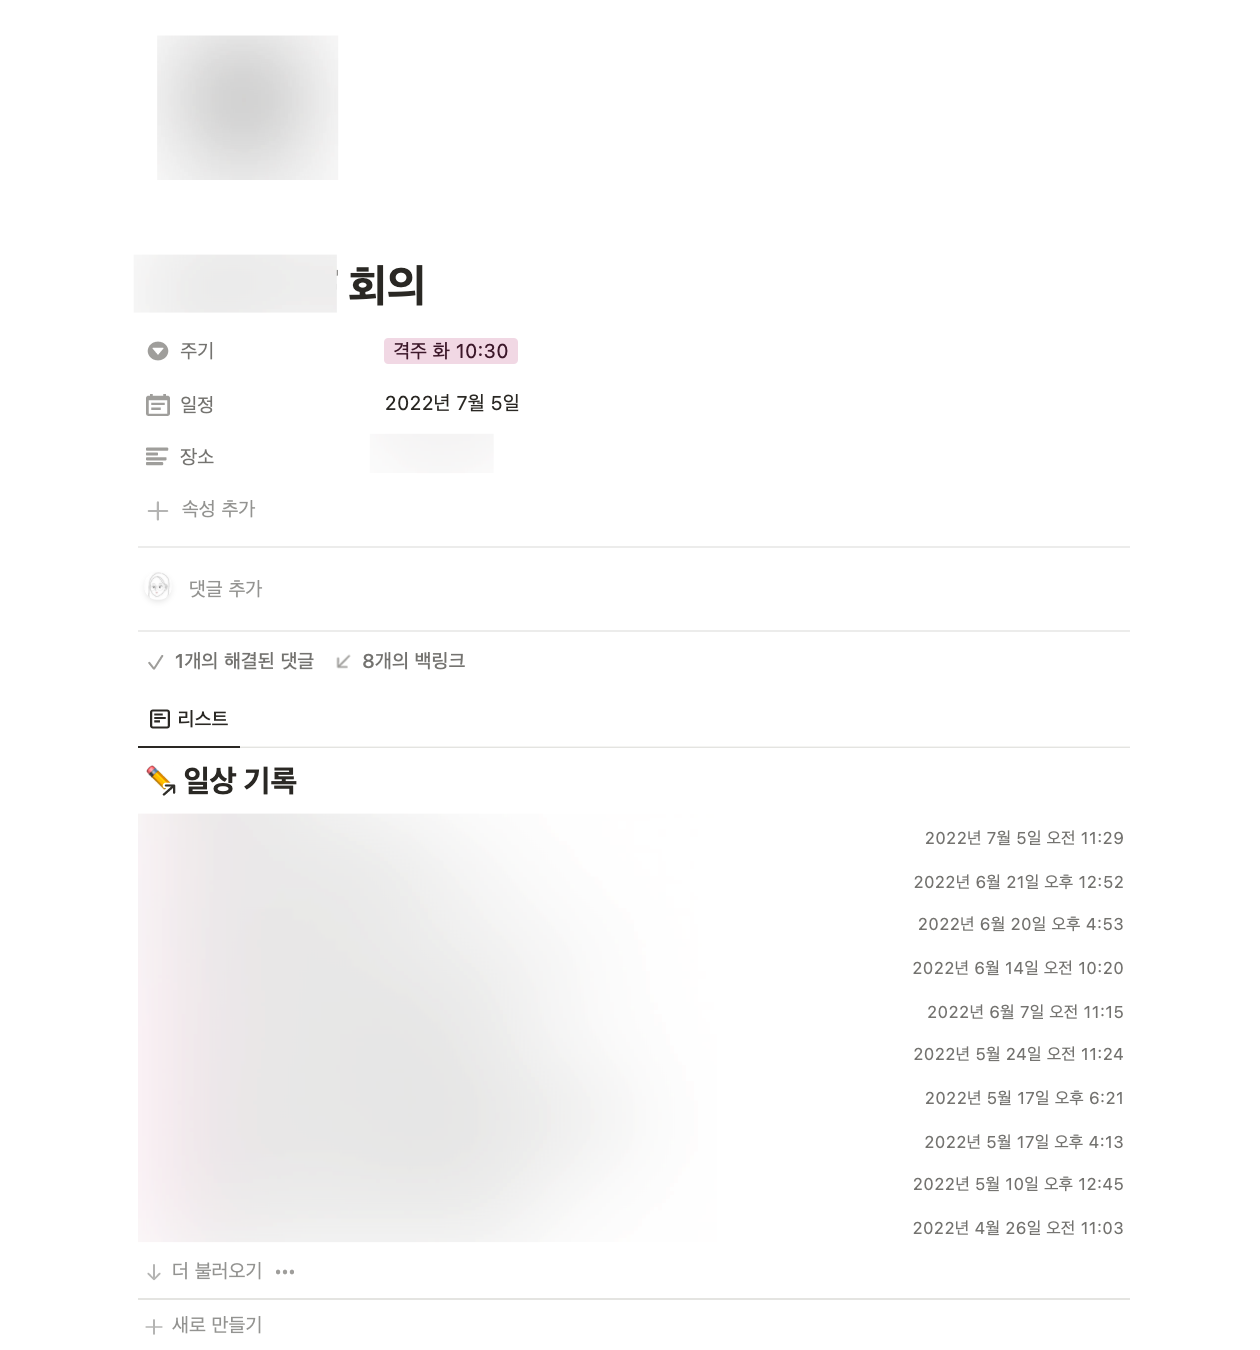 회의
주기 격주 화 10:30
일정 2022년 7월 5일
장소
속성 추가
댓글 추가
1개의 해결된 댓글 8개의 백링크
리스트
일상 기록
2022년 7월 5일 오전 11:29
2022년 6월 21일 오후 12:52
2022년 6월 20일 오후 4:53
2022년 6월 14일 오전 10:20
2022년 6월 7일 오전 11:15
2022년 5월 24일 오전 11:24
2022년 5월 17일 오후 6:21
2022년 5월 17일 오후 4:13
2022년 5월 10일 오후 12:45
2022년 4월 26일 오전 11:03
더 불러오기 •••
새로 만들기